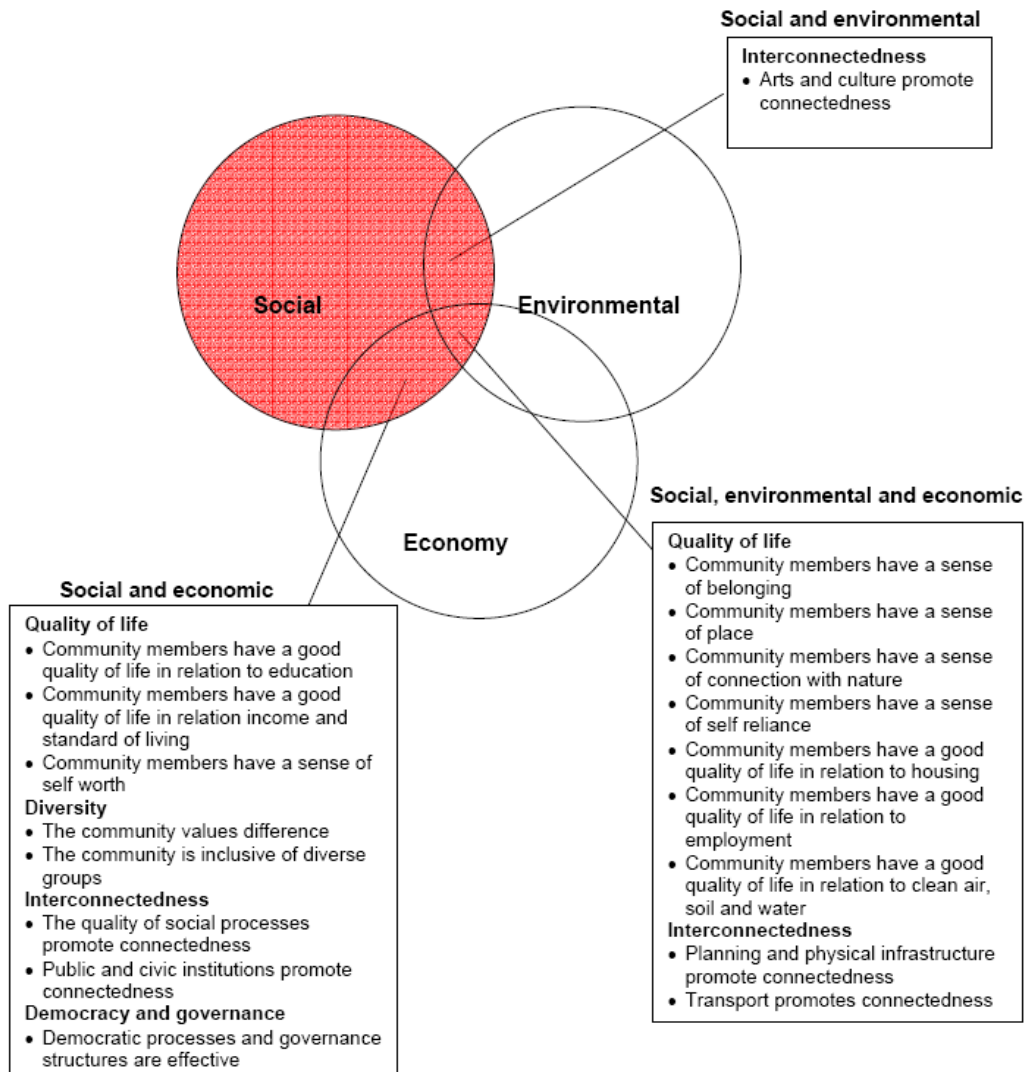 Social and environmental
Interconnectedness
• Arts and culture promote
connectedness
Social
Environmental
Economy
Social, environmental and economic
Quality of life
• Community members have a sense
of belonging
• Community members have a sense
of place
• Community members have a sense
of connection with nature
• Community members have a sense
of self reliance
• Community members have a good
quality of life in relation to housing
• Community members have a good
quality of life in relation to
employment
• Community members have a good
quality of life in relation to clean air,
soil and water
Interconnectedness
• Planning and physical infrastructure
promote connectedness
• Transport promotes connectedness
Social and economic
Quality of life
• Community members have a good
quality of life in relation to education
• Community members have a good
quality of life in relation income and
standard of living
• Community members have a sense of
self worth
Diversity
• The community values difference
• The community is inclusive of diverse
groups
Interconnectedness
• The quality of social processes
promote connectedness
• Public and civic institutions promote
connectedness
Democracy and governance
• Democratic processes and governance
structures are effective